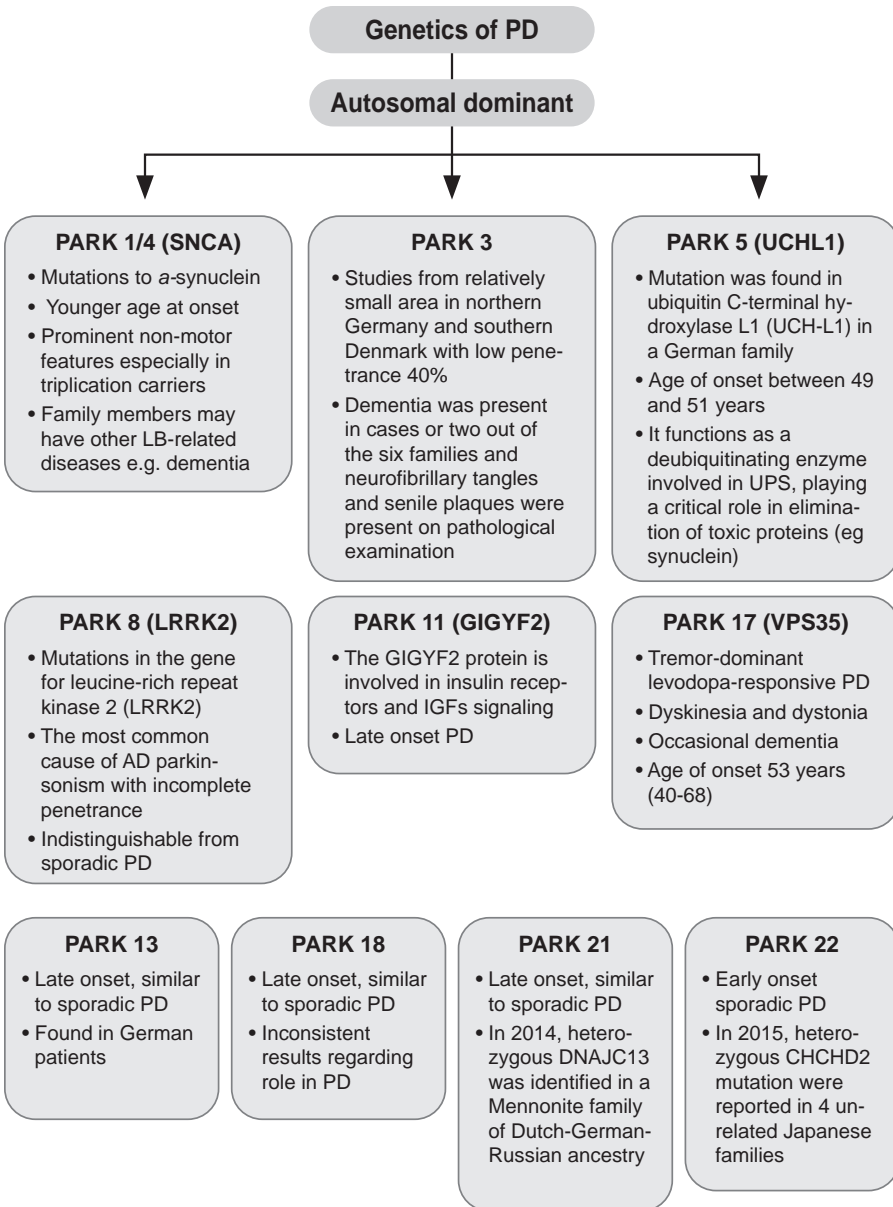 Genetics of PD
Autosomal dominant
PARK 1/4 (SNCA)
• Mutations to a-synuclein
• Younger age at onset
• Prominent non-motor
features especially in
triplication carriers
• Family members may
have other LB-related
diseases e.g. dementia
PARK 3
• Studies from relatively
small area in northern
Germany and southern
Denmark with low pene-
trance 40%
• Dementia was present
in cases or two out of
the six families and
neurofibrillary tangles
and senile plaques were
present on pathological
examination
PARK 5 (UCHL1)
• Mutation was found in
ubiquitin C-terminal hy-
droxylase L1 (UCH-L1) in
a German family
• Age of onset between 49
and 51 years
• It functions as a
deubiquitinating enzyme
involved in UPS, playing
a critical role in elimina-
tion of toxic proteins (eg
synuclein)
PARK 8 (LRRK2)
• Mutations in the gene
for leucine-rich repeat
kinase 2 (LRRK2)
• The most common
cause of AD parkin-
sonism with incomplete
penetrance
• Indistinguishable from
sporadic PD
PARK 11 (GIGYF2)
• The GIGYF2 protein is
involved in insulin recep-
tors and IGFs signaling
• Late onset PD
PARK 17 (VPS35)
• Tremor-dominant
levodopa-responsive PD
• Dyskinesia and dystonia
• Occasional dementia
• Age of onset 53 years
(40-68)
PARK 13
• Late onset, similar
to sporadic PD
• Found in German
patients
PARK 18
• Late onset, similar
to sporadic PD
• Inconsistent
results regarding
role in PD
PARK 21
• Late onset, similar
to sporadic PD
• In 2014, hetero-
zygous DNAJC13
was identified in a
Mennonite family
of Dutch-German-
Russian ancestry
PARK 22
• Early onset
sporadic PD
• In 2015, hetero-
zygous CHCHD2
mutation were
reported in 4 un-
related Japanese
families